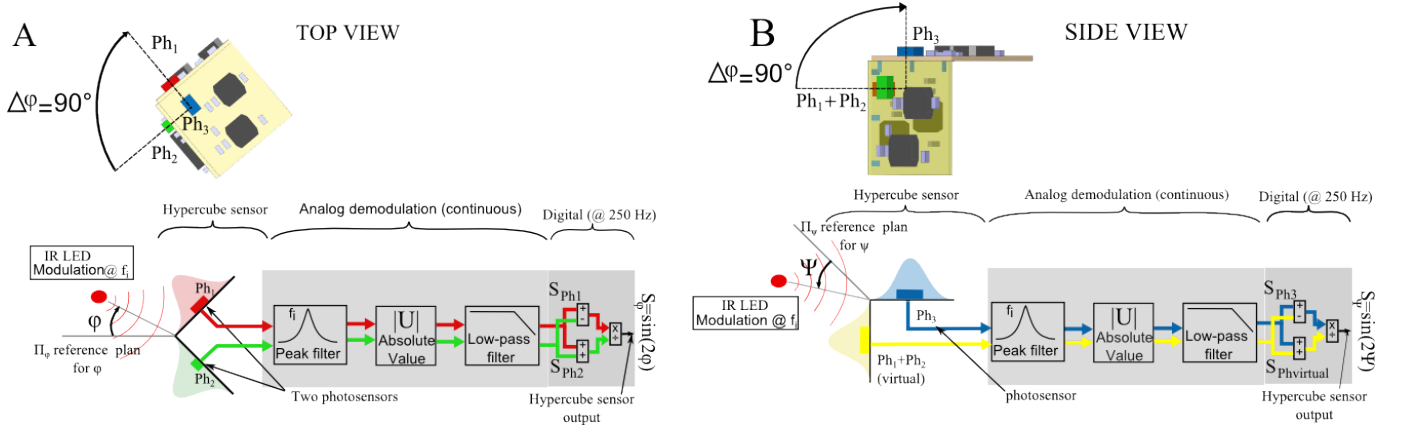 A
TOP VIEW
Ph1
Δφ=90°
Ph3
Ph2
Hypercube sensor
Analog demodulation (continuous)
Digital (@ 250 Hz)
IR LED
Modulation@ fi
Ph1
φ
Πφ reference plan
for φ
Ph2
fi
Peak filter
|U|
Absolute
Value
Low-pass
filter
SPh1
+
-
+
+
SPh2
×
÷
Sφ=sin(2φ)
Two photosensors
Hypercube sensor
output
B
SIDE VIEW
Ph3
Δφ=90°
Ph1+Ph2
Hypercube sensor
Analog demodulation (continuous)
Digital (@ 250 Hz)
Πψ reference plan
for ψ
Ψ
IR LED
Modulation @ fi
Ph3
Ph1+Ph2
(virtual)
fi
Peak filter
|U|
Absolute
Value
Low-pass
filter
SPh3
+
-
+
+
SPhvirtual
×
÷
Sψ=sin(2Ψ)
photosensor
Hypercube sensor
output